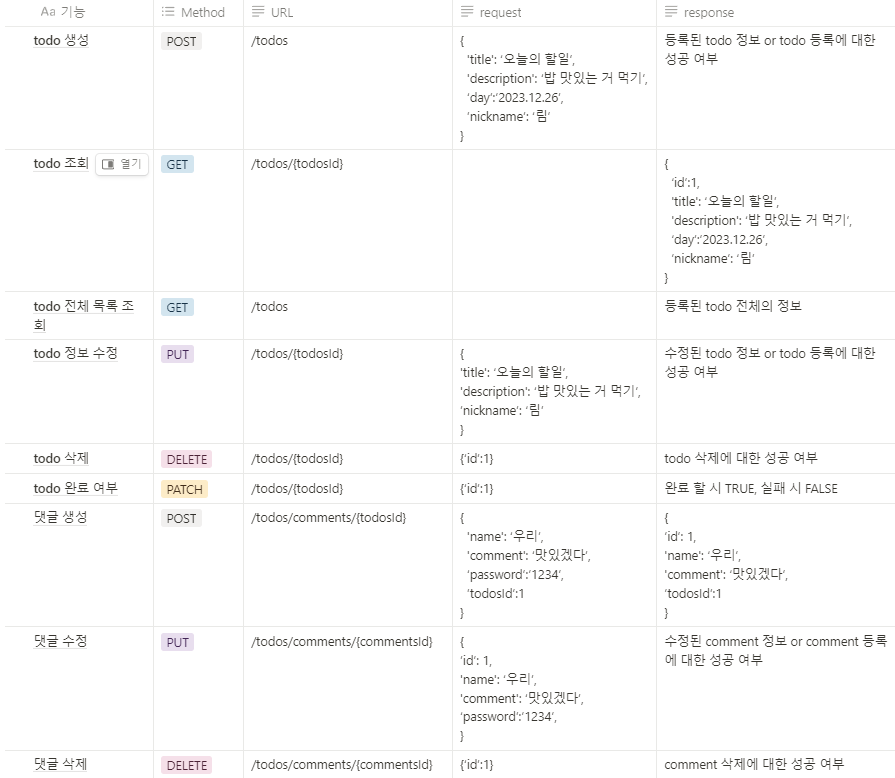 Aa 기능 Method URL request response
todo 생성 POST /todos { 등록된 todo 정보 or todo 등록에 대한
'title': ‘오늘의 할일’, 성공 여부
'description': ‘밥 맛있는 거 먹기’,
‘day’:’2023.12.26’,
’nickname’: ‘림’
}
todo 조회 열기 GET /todos/{todosId} {
‘id’:1,
'title': ‘오늘의 할일’,
'description': ‘밥 맛있는 거 먹기’,
‘day’:’2023.12.26’,
’nickname’: ‘림’
}
todo 전체 목록 조 GET /todos 등록된 todo 전체의 정보
회
todo 정보 수정 PUT /todos/{todosId} { 수정된 todo 정보 or todo 등록에 대한
'title': ‘오늘의 할일’, 성공 여부
'description': ‘밥 맛있는 거 먹기’,
’nickname’: ‘림’
}
todo 삭제 DELETE /todos/{todosId} {‘id’:1} todo 삭제에 대한 성공 여부
todo 완료 여부 PATCH /todos/{todosId} {‘id’:1} 완료 할 시 TRUE, 실패 시 FALSE
댓글 생성 POST /todos/comments/{todosId} { {
'name': ‘우리’, ‘id’: 1,
'comment': ‘맛있겠다’, 'name': ‘우리’,
‘password’:’1234’, 'comment': ‘맛있겠다’,
’todosId’:1 ’todosId’:1
} }
댓글 수정 PUT /todos/comments/{commentsId} { 수정된 comment 정보 or comment 등록
‘id’: 1, 에 대한 성공 여부
'name': ‘우리’,
'comment': ‘맛있겠다’,
‘password’:’1234’,
}
댓글 삭제 DELETE /todos/comments/{commentsId} {‘id’:1} comment 삭제에 대한 성공 여부